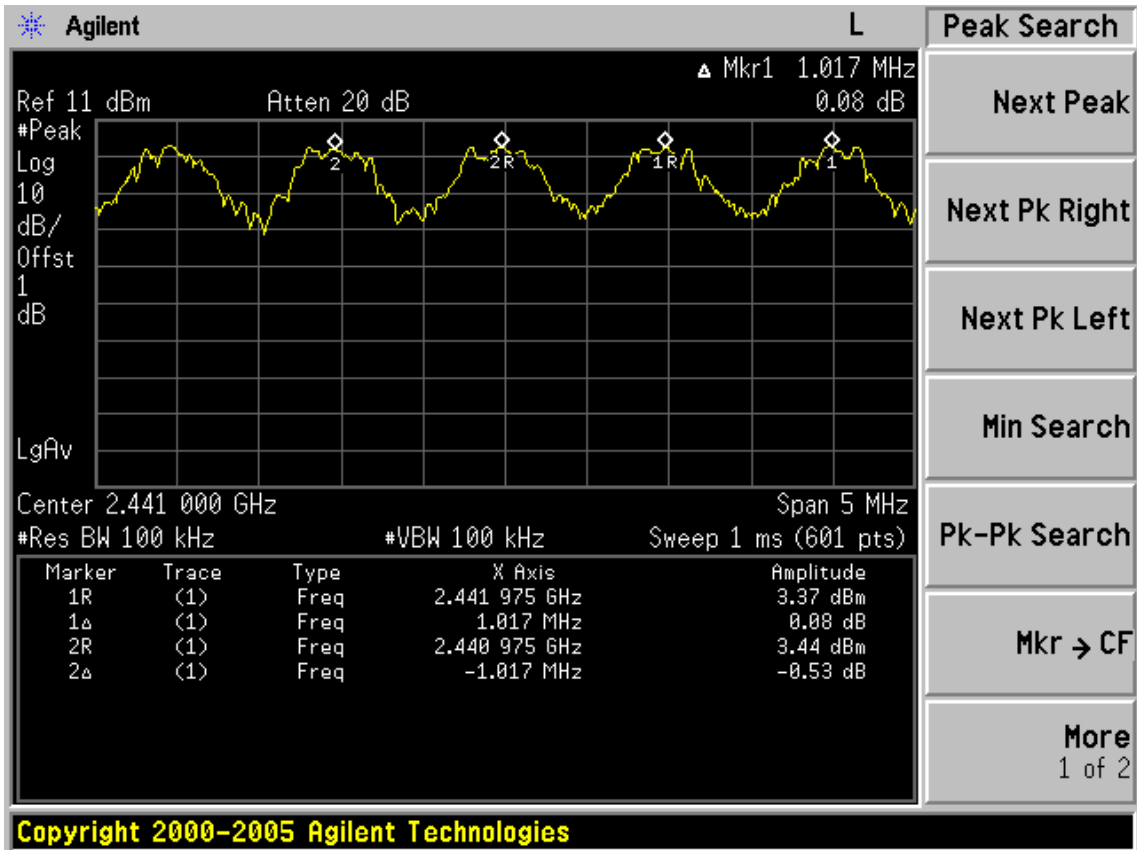 Agilent L Peak Search
Δ Mkr1 1.017 MHz
Ref 11 dBm Atten 20 dB 0.08 dB
Next Peak
#Peak
Log
10
dB/
Offst
1
dB
LgAv
2 2R 1R 1
Next Pk Right
Next Pk Left
Min Search
Center 2.441 000 GHz Span 5 MHz
#Res BW 100 kHz #VBW 100 kHz Sweep 1 ms (601 pts)
Pk-Pk Search
Marker Trace Type X Axis Amplitude
1R (1) Freq 2.441 975 GHz 3.37 dBm
1Δ (1) Freq 1.017 MHz 0.08 dB
2R (1) Freq 2.440 975 GHz 3.44 dBm
2Δ (1) Freq -1.017 MHz -0.53 dB
Mkr → CF
More
1 of 2
Copyright 2000-2005 Agilent Technologies